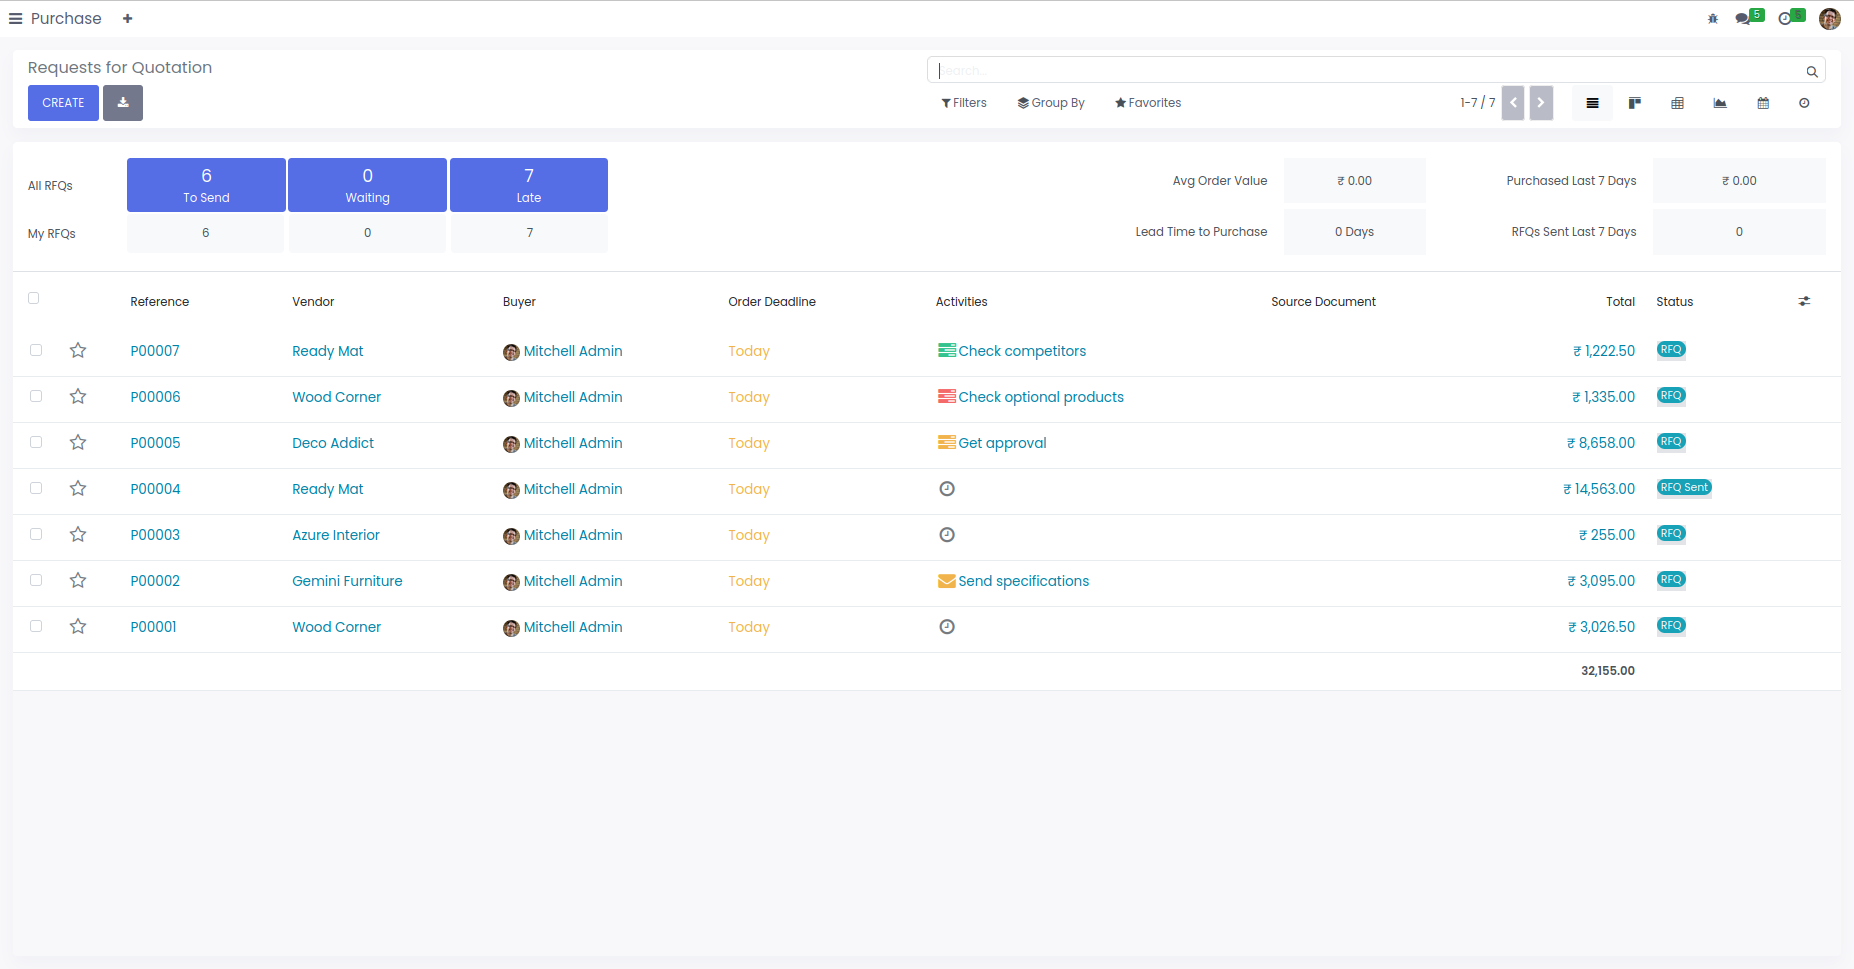 Purchase
5 5
Requests for Quotation
Search...
CREATE
Filters Group By Favorites 1-7 / 7
All RFQs 6 To Send 0 Waiting 7 Late
My RFQs 6 0 7
Avg Order Value ₹ 0.00 Purchased Last 7 Days ₹ 0.00
Lead Time to Purchase 0 Days RFQs Sent Last 7 Days 0
Reference Vendor Buyer Order Deadline Activities Source Document Total Status
P00007 Ready Mat Mitchell Admin Today Check competitors ₹ 1,222.50 RFQ
P00006 Wood Corner Mitchell Admin Today Check optional products ₹ 1,335.00 RFQ
P00005 Deco Addict Mitchell Admin Today Get approval ₹ 8,658.00 RFQ
P00004 Ready Mat Mitchell Admin Today ₹ 14,563.00 RFQ Sent
P00003 Azure Interior Mitchell Admin Today ₹ 255.00 RFQ
P00002 Gemini Furniture Mitchell Admin Today Send specifications ₹ 3,095.00 RFQ
P00001 Wood Corner Mitchell Admin Today ₹ 3,026.50 RFQ
32,155.00